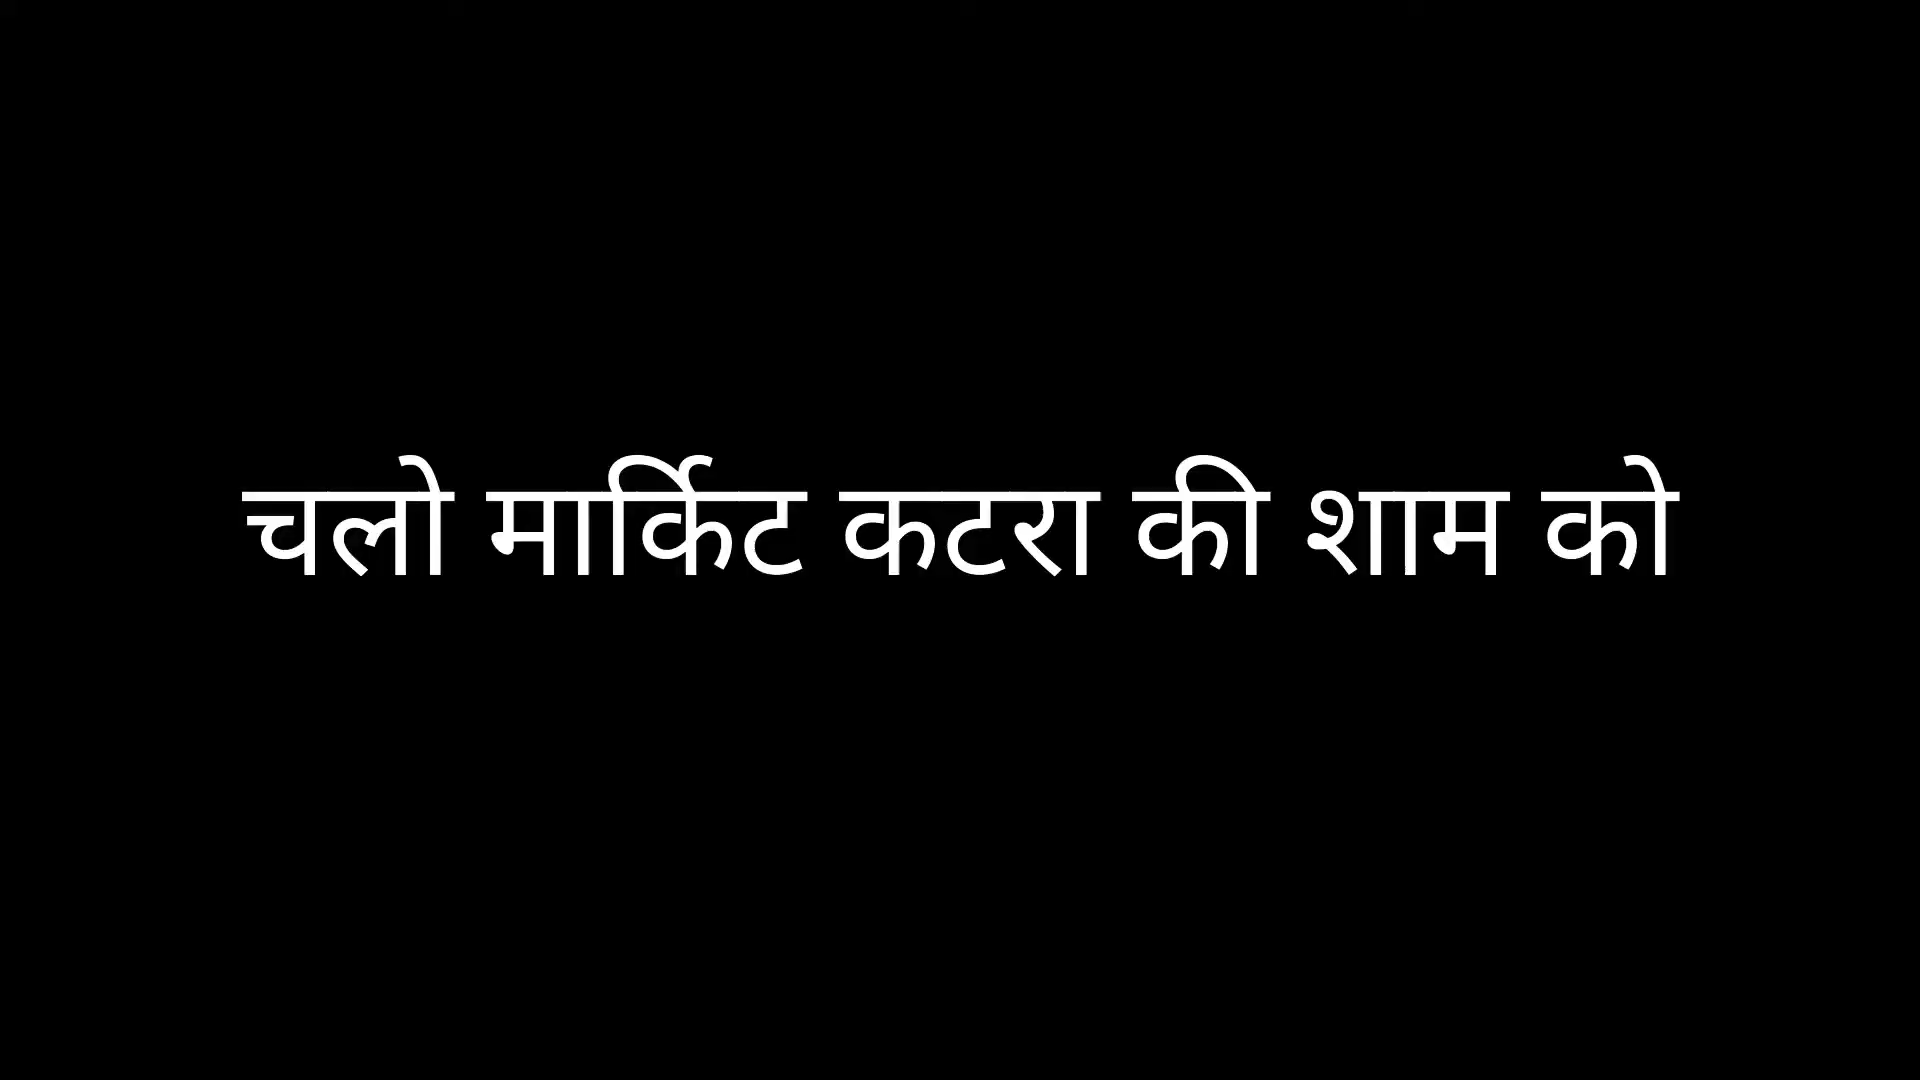 चलो मार्किट कटरा की शाम को